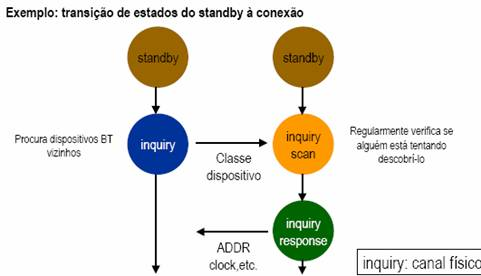 Exemplo: transição de estados do standby à conexão
standby
standby
Procura dispositivos BT
vizinhos
inquiry
Classe
dispositivo
inquiry
scan
Regularmente verifica se
alguém está tentando
descobrí-lo
inquiry
response
ADDR
clock,etc.
inquiry: canal físico